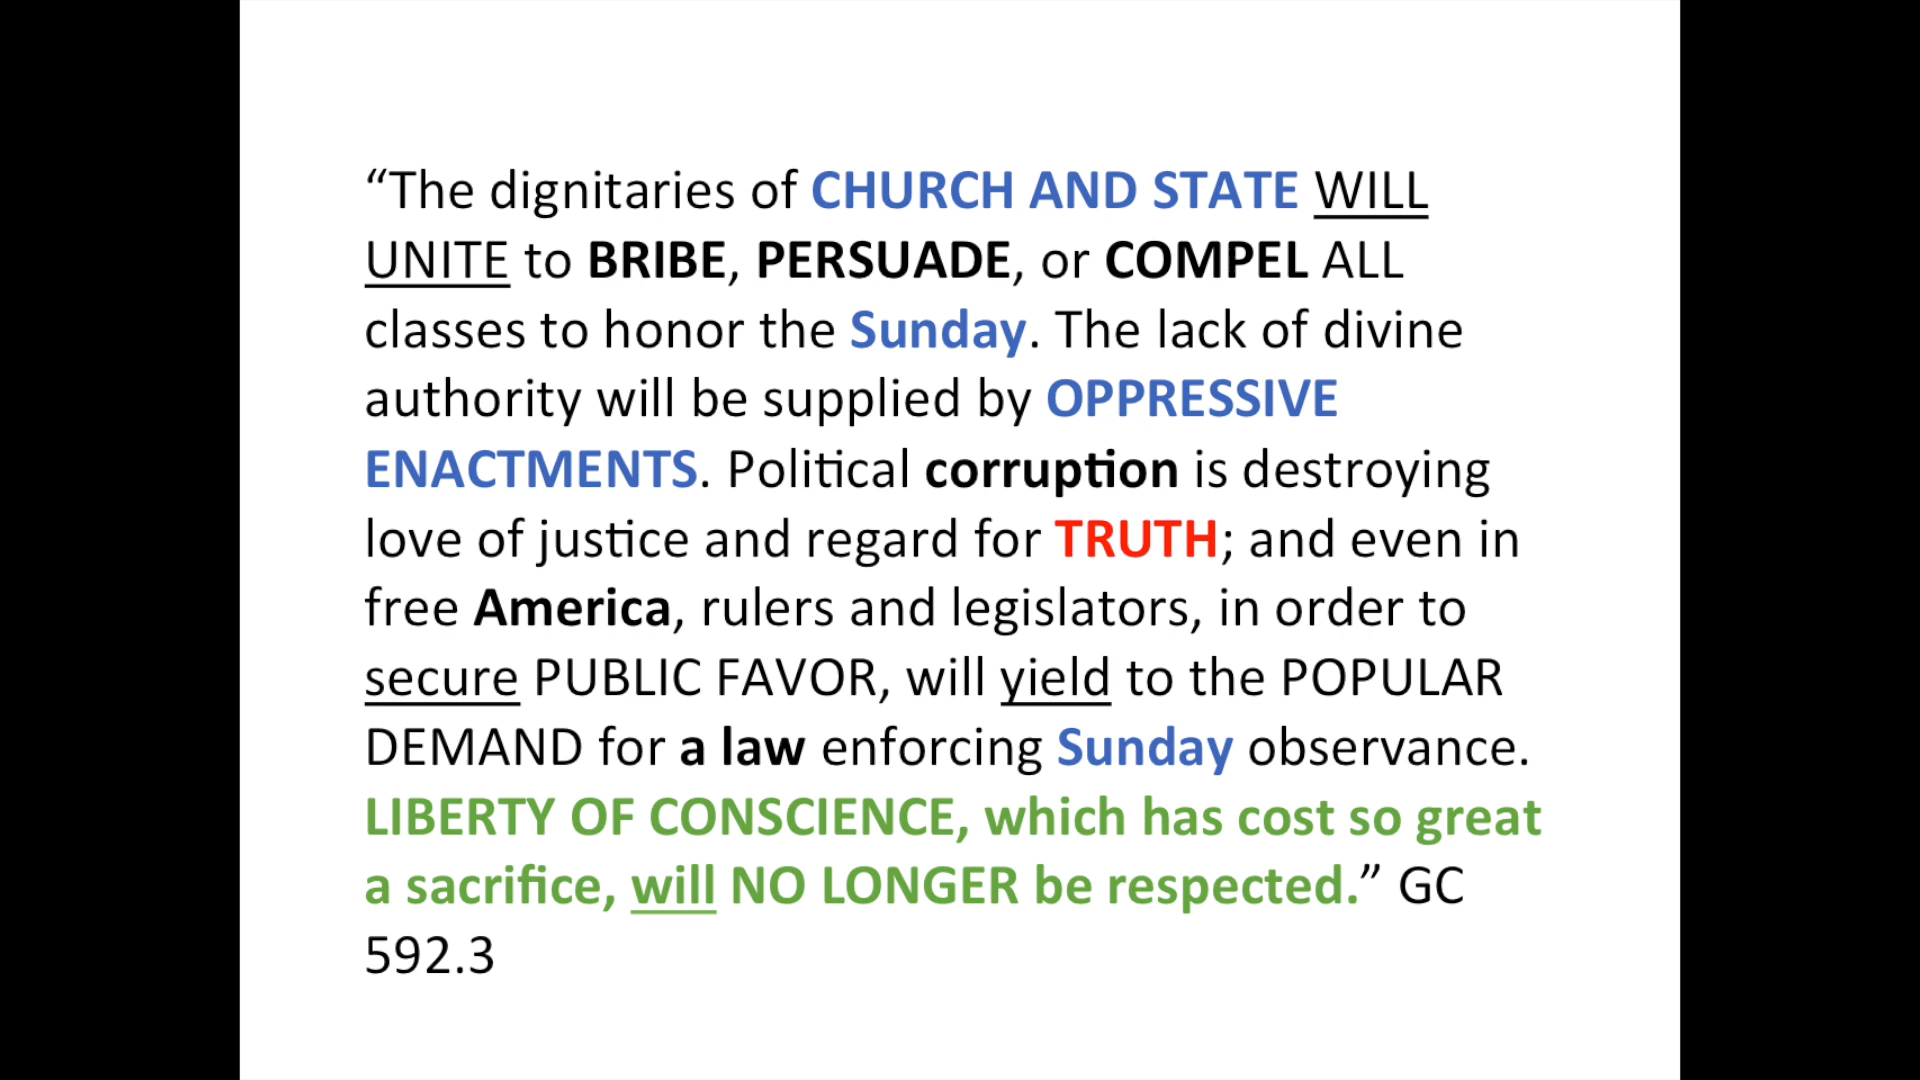 “The dignitaries of CHURCH AND STATE WILL
UNITE to BRIBE, PERSUADE, or COMPEL ALL
classes to honor the Sunday. The lack of divine
authority will be supplied by OPPRESSIVE
ENACTMENTS. Political corruption is destroying
love of justice and regard for TRUTH; and even in
free America, rulers and legislators, in order to
secure PUBLIC FAVOR, will yield to the POPULAR
DEMAND for a law enforcing Sunday observance.
LIBERTY OF CONSCIENCE, which has cost so great
a sacrifice, will NO LONGER be respected.” GC
592.3